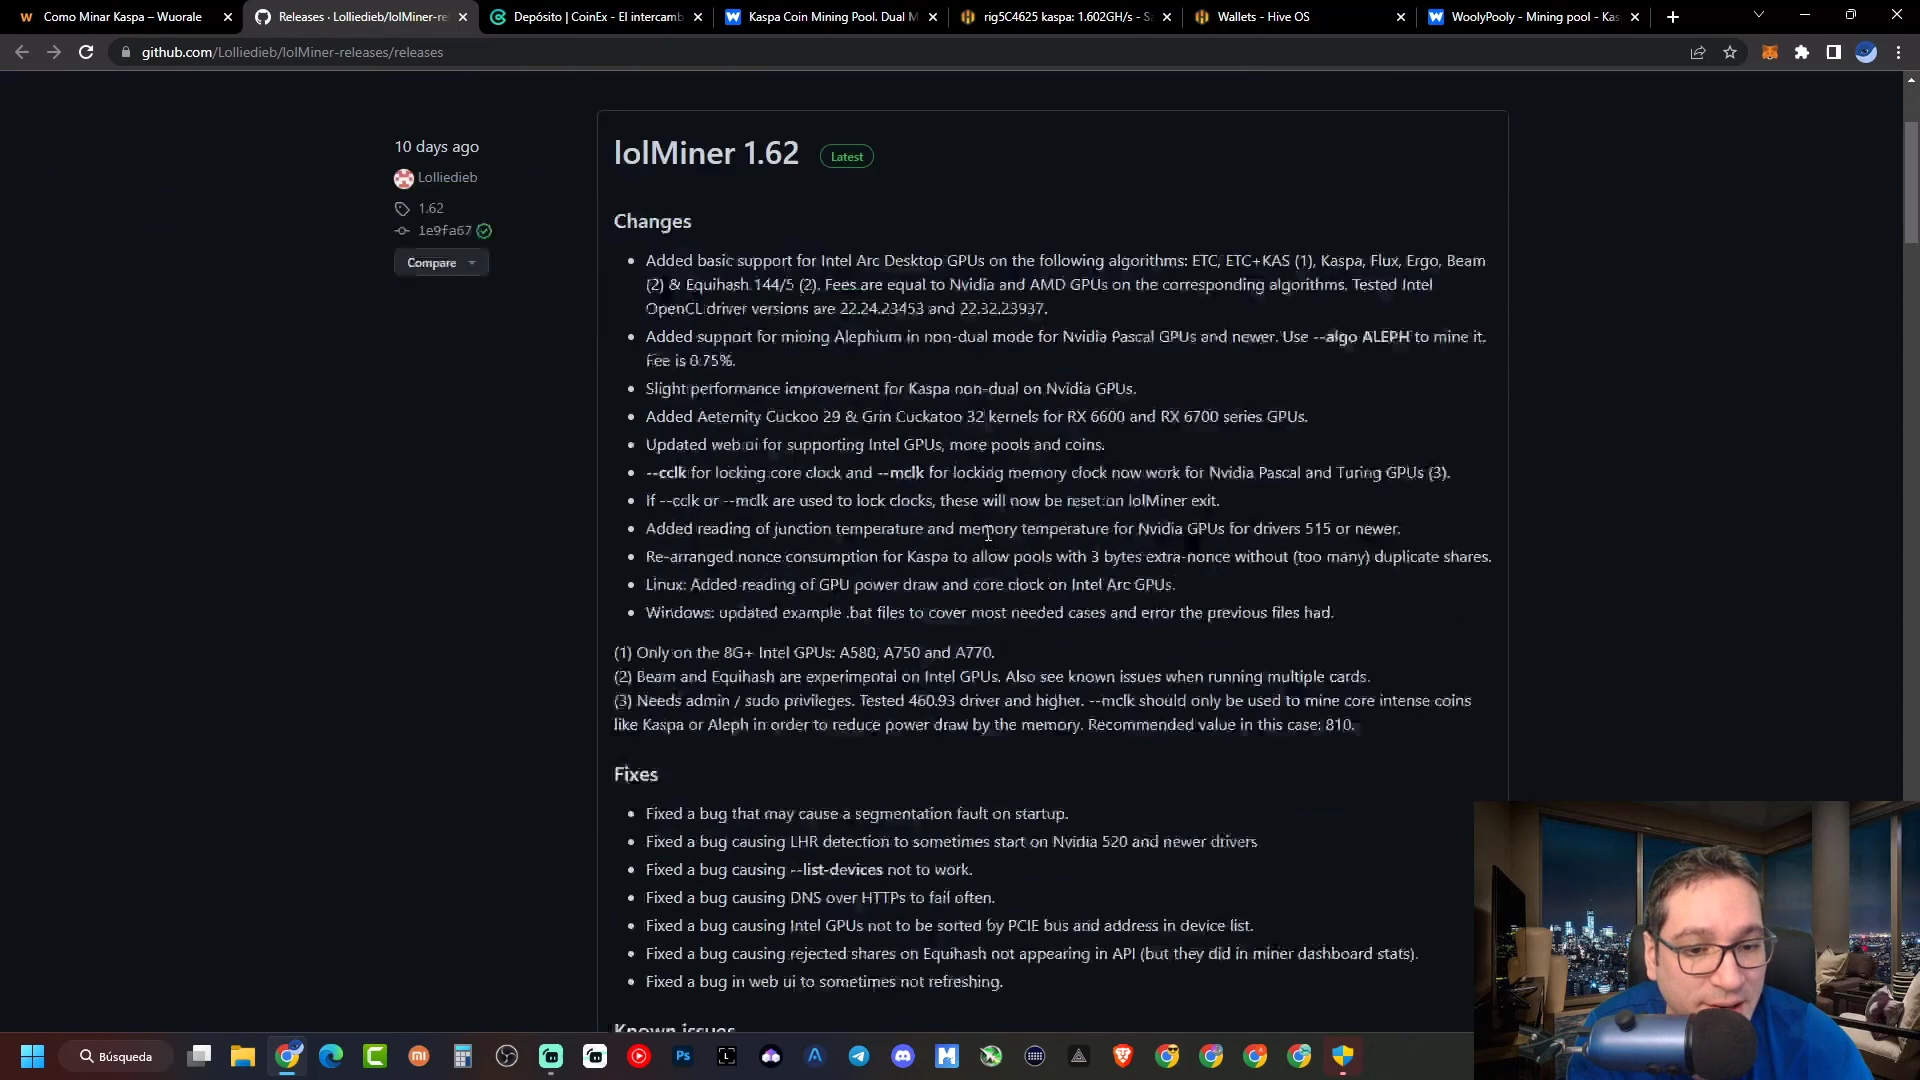 Como Minar Kaspa – Wuorale
Releases · Lolliedieb/lolMiner-re
Depósito | CoinEx - El intercamb
Kaspa Coin Mining Pool. Dual M
rig5C4625 kaspa: 1.602GH/s - S
Wallets - Hive OS
WoolyPooly - Mining pool - Kas
github.com/Lolliedieb/lolMiner-releases/releases
10 days ago
Lolliedieb
1.62
1e9fa67
Compare
lolMiner 1.62 Latest
Changes
Added basic support for Intel Arc Desktop GPUs on the following algorithms: ETC, ETC+KAS (1), Kaspa, Flux, Ergo, Beam
(2) & Equihash 144/5 (2). Fees are equal to Nvidia and AMD GPUs on the corresponding algorithms. Tested Intel
OpenCL driver versions are 22.24.23453 and 22.32.23937.
Added support for mining Alephium in non-dual mode for Nvidia Pascal GPUs and newer. Use --algo ALEPH to mine it.
Fee is 0.75%.
Slight performance improvement for Kaspa non-dual on Nvidia GPUs.
Added Aeternity Cuckoo 29 & Grin Cuckatoo 32 kernels for RX 6600 and RX 6700 series GPUs.
Updated web ui for supporting Intel GPUs, more pools and coins.
--cclk for locking core clock and --mclk for locking memory clock now work for Nvidia Pascal and Turing GPUs (3).
If --cclk or --mclk are used to lock clocks, these will now be reset on lolMiner exit.
Added reading of junction temperature and memory temperature for Nvidia GPUs for drivers 515 or newer.
Re-arranged nonce consumption for Kaspa to allow pools with 3 bytes extra-nonce without (too many) duplicate shares.
Linux: Added reading of GPU power draw and core clock on Intel Arc GPUs.
Windows: updated example .bat files to cover most needed cases and error the previous files had.
(1) Only on the 8G+ Intel GPUs: A580, A750 and A770.
(2) Beam and Equihash are experimental on Intel GPUs. Also see known issues when running multiple cards.
(3) Needs admin / sudo privileges. Tested 460.93 driver and higher. --mclk should only be used to mine core intense coins
like Kaspa or Aleph in order to reduce power draw by the memory. Recommended value in this case: 810.
Fixes
Fixed a bug that may cause a segmentation fault on startup.
Fixed a bug causing LHR detection to sometimes start on Nvidia 520 and newer drivers
Fixed a bug causing --list-devices not to work.
Fixed a bug causing DNS over HTTPs to fail often.
Fixed a bug causing Intel GPUs not to be sorted by PCIE bus and address in device list.
Fixed a bug causing rejected shares on Equihash not appearing in API (but they did in miner dashboard stats).
Fixed a bug in web ui to sometimes not refreshing.
Known issues
Búsqueda